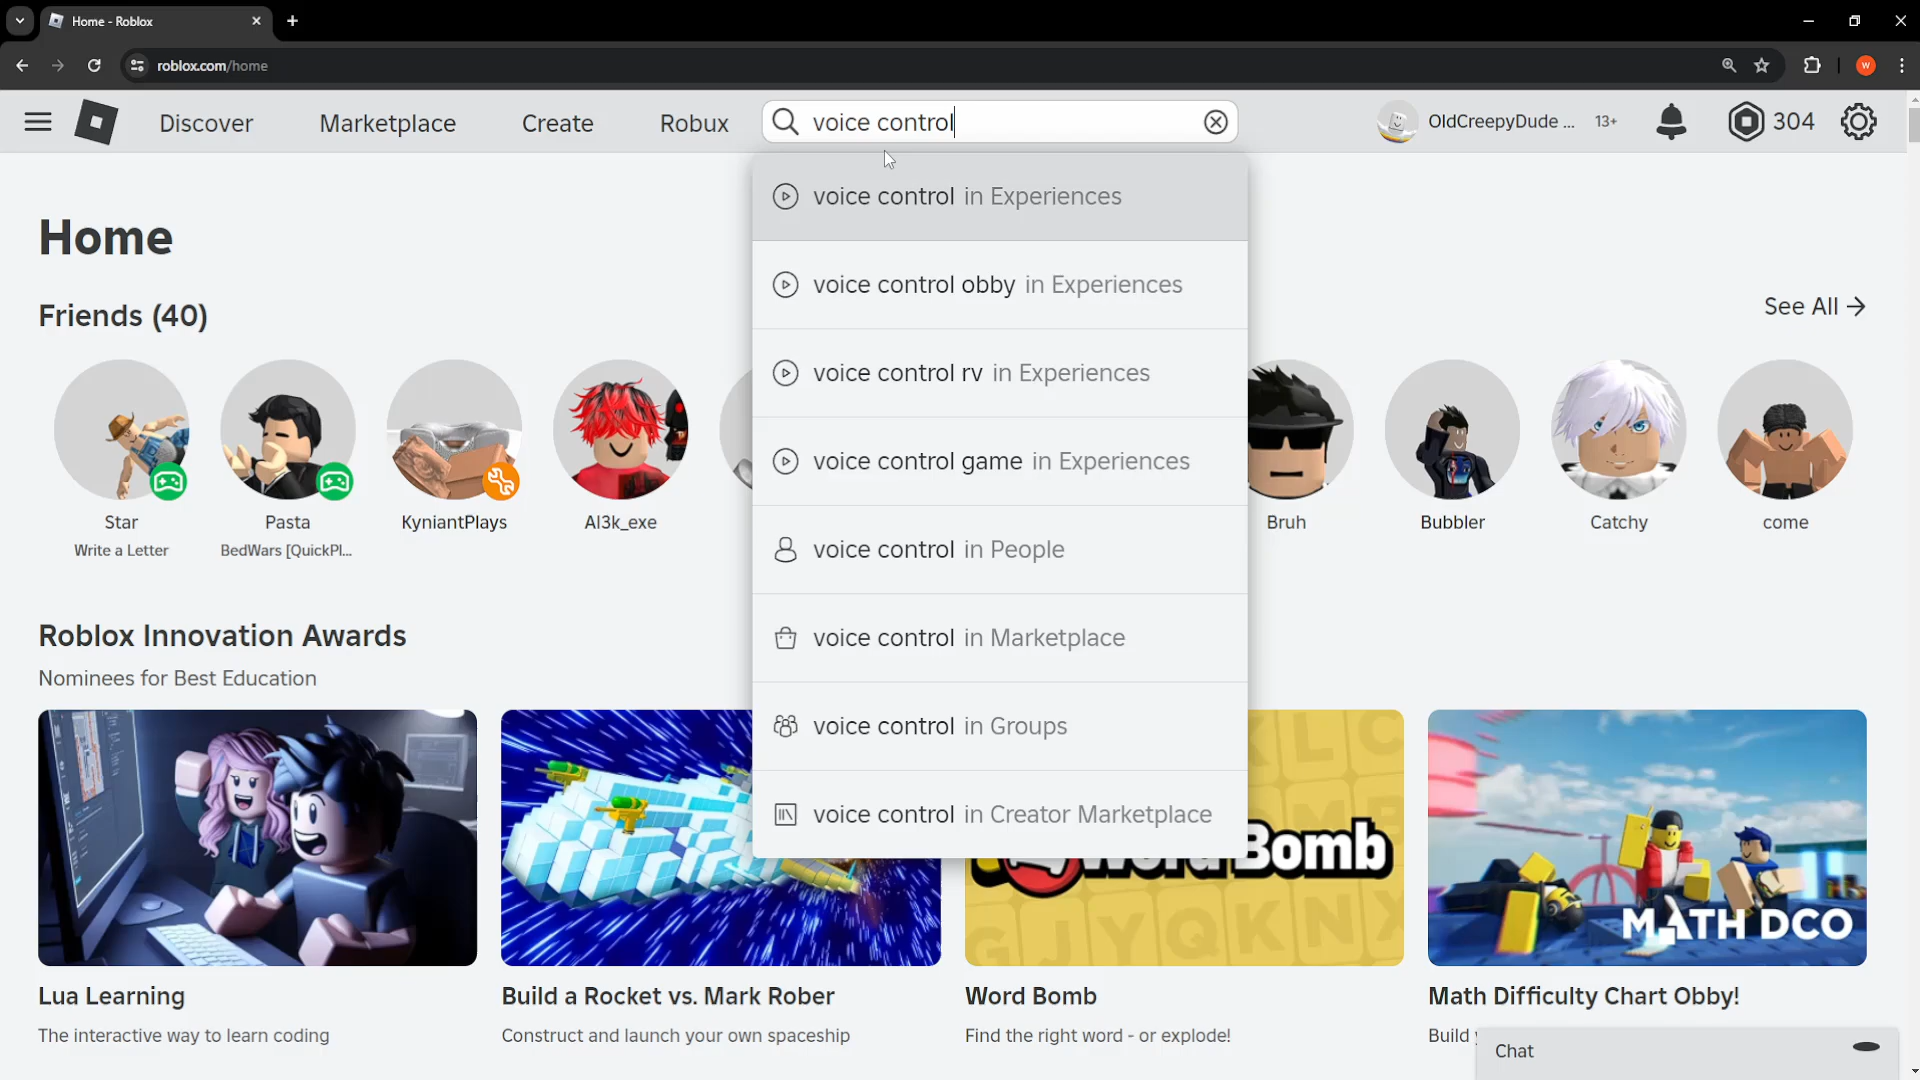 Home - Roblox
roblox.com/home
W
Discover
Marketplace
Create
Robux
voice control
OldCreepyDude ...
13+
304
voice control in Experiences
voice control obby in Experiences
voice control rv in Experiences
voice control game in Experiences
voice control in People
voice control in Marketplace
voice control in Groups
voice control in Creator Marketplace
Home
Friends (40)
See All →
Star
Write a Letter
Pasta
BedWars [QuickPl...
KyniantPlays
Bruh
Bubbler
Catchy
come
Roblox Innovation Awards
Nominees for Best Education
Word Bomb
MATH DCO
Lua Learning
The interactive way to learn coding
Build a Rocket vs. Mark Rober
Construct and launch your own spaceship
Word Bomb
Find the right word - or explode!
Math Difficulty Chart Obby!
Build
Chat